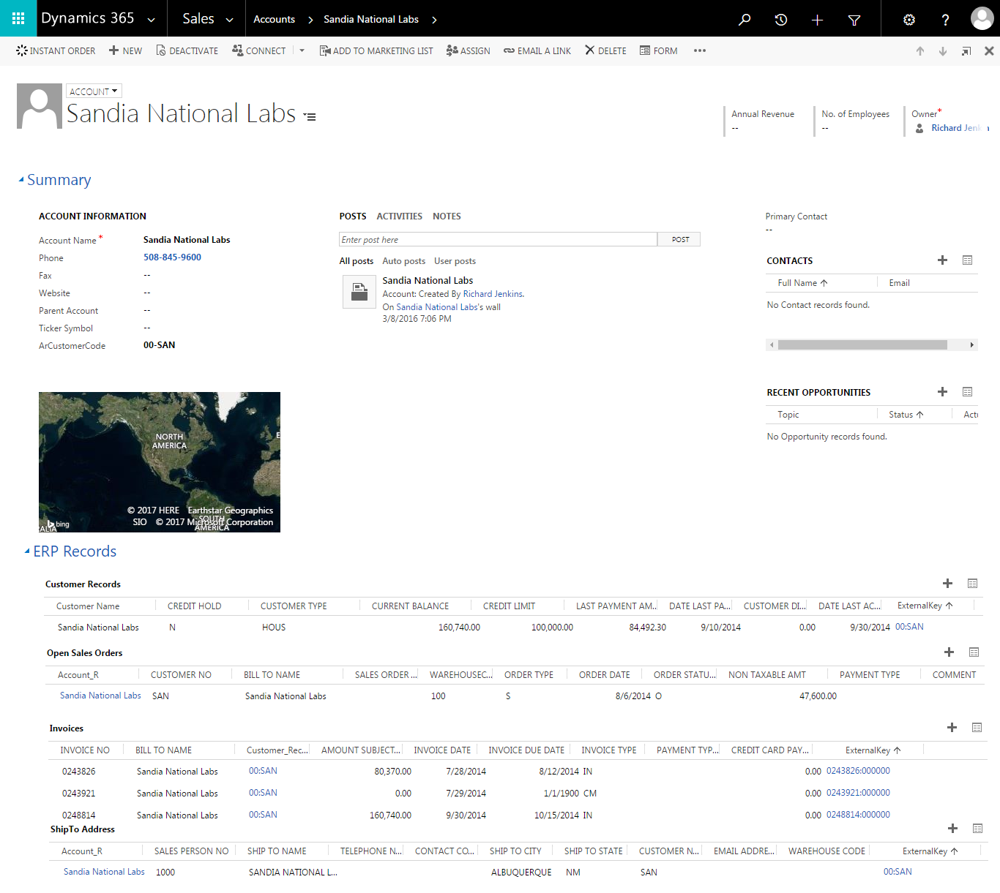 Dynamics 365 Sales Accounts Sandia National Labs
INSTANT ORDER NEW DEACTIVATE CONNECT ADD TO MARKETING LIST ASSIGN EMAIL A LINK DELETE FORM
ACCOUNT
Sandia National Labs
Annual Revenue No. of Employees Owner*
-- -- Richard
Summary
ACCOUNT INFORMATION
Account Name* Sandia National Labs
Phone 508-845-9600
Fax --
Website --
Parent Account --
Ticker Symbol --
ArCustomerCode 00-SAN
POSTS ACTIVITIES NOTES
Enter post here POST
All posts Auto posts User posts
Sandia National Labs
Account: Created By Richard Jenkins.
On Sandia National Labs's wall
3/8/2016 7:06 PM
Primary Contact
--
CONTACTS
Full Name Email
No Contact records found.
RECENT OPPORTUNITIES
Topic Status Actu
No Opportunity records found.
NORTH
AMERICA
© 2017 HERE Earthstar Geographics
SIO © 2017 Microsoft Corporation
SOUTH
AMERICA
bing
ERP Records
Customer Records
Customer Name CREDIT HOLD CUSTOMER TYPE CURRENT BALANCE CREDIT LIMIT LAST PAYMENT AM... DATE LAST PA... CUSTOMER DI... DATE LAST AC... ExternalKey
Sandia National Labs N HOUS 160,740.00 100,000.00 84,492.30 9/10/2014 0.00 9/30/2014 00:SAN
Open Sales Orders
Account_R CUSTOMER NO BILL TO NAME SALES ORDER ... WAREHOUSEC... ORDER TYPE ORDER DATE ORDER STATU... NON TAXABLE AMT PAYMENT TYPE COMMENT
Sandia National Labs SAN Sandia National Labs 100 S 8/6/2014 O 47,600.00
Invoices
INVOICE NO BILL TO NAME Customer_Rec... AMOUNT SUBJECT... INVOICE DATE INVOICE DUE DATE INVOICE TYPE PAYMENT TYP... CREDIT CARD PAY... ExternalKey
0243826 Sandia National Labs 00:SAN 80,370.00 7/28/2014 8/12/2014 IN 0.00 0243826:000000
0243921 Sandia National Labs 00:SAN 0.00 7/29/2014 1/1/1900 CM 0.00 0243921:000000
0248814 Sandia National Labs 00:SAN 160,740.00 9/30/2014 10/15/2014 IN 0.00 0248814:000000
ShipTo Address
Account_R SALES PERSON NO SHIP TO NAME TELEPHONE N... CONTACT CO... SHIP TO CITY SHIP TO STATE CUSTOMER N... EMAIL ADDRE... WAREHOUSE CODE ExternalKey
Sandia National Labs 1000 SANDIA NATIONAL L... ALBUQUERQUE NM SAN 00:SAN